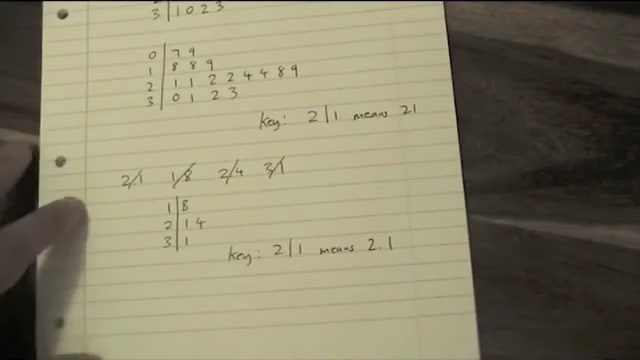 3 | 1 0 2 3
0 | 7 9
1 | 8 8 9
2 | 1 1 2 2 4 4 8 9
3 | 0 1 2 3
Key: 2 | 1 means 21
2.1 1.8 2.4 3.1
1 | 8
2 | 1 4
3 | 1
Key: 2 | 1 means 2.1